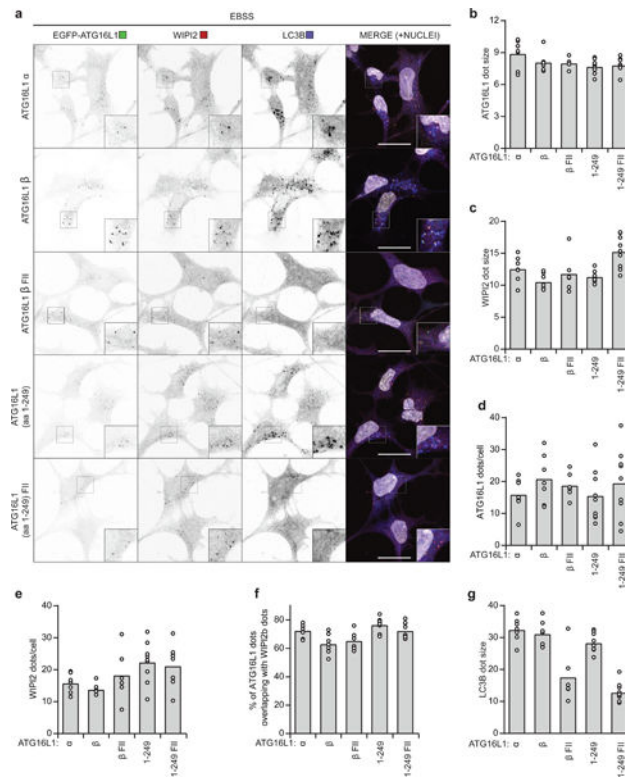 a
EBSS
EGFP-ATG16L1 WIPI2 LC3B MERGE (+NUCLEI)
ATG16L1 α
ATG16L1 β
ATG16L1 β FII
ATG16L1
(aa 1-249)
ATG16L1
(aa 1-249) FII
b
ATG16L1 dot size
15
10
5
0
ATG16L1: α β β FII 1-249 1-249 FII
c
WIPI2 dot size
20
15
10
5
0
ATG16L1: α β β FII 1-249 1-249 FII
d
ATG16L1 dots/cell
40
30
20
10
0
ATG16L1: α β β FII 1-249 1-249 FII
e
WIPI2 dots/cell
40
30
20
10
0
ATG16L1: α β β FII 1-249 1-249 FII
f
% of ATG16L1 dots
overlapping with WIPI2b dots
100
80
60
40
20
0
ATG16L1: α β β FII 1-249 1-249 FII
g
LC3B dot size
40
30
20
10
0
ATG16L1: α β β FII 1-249 1-249 FII